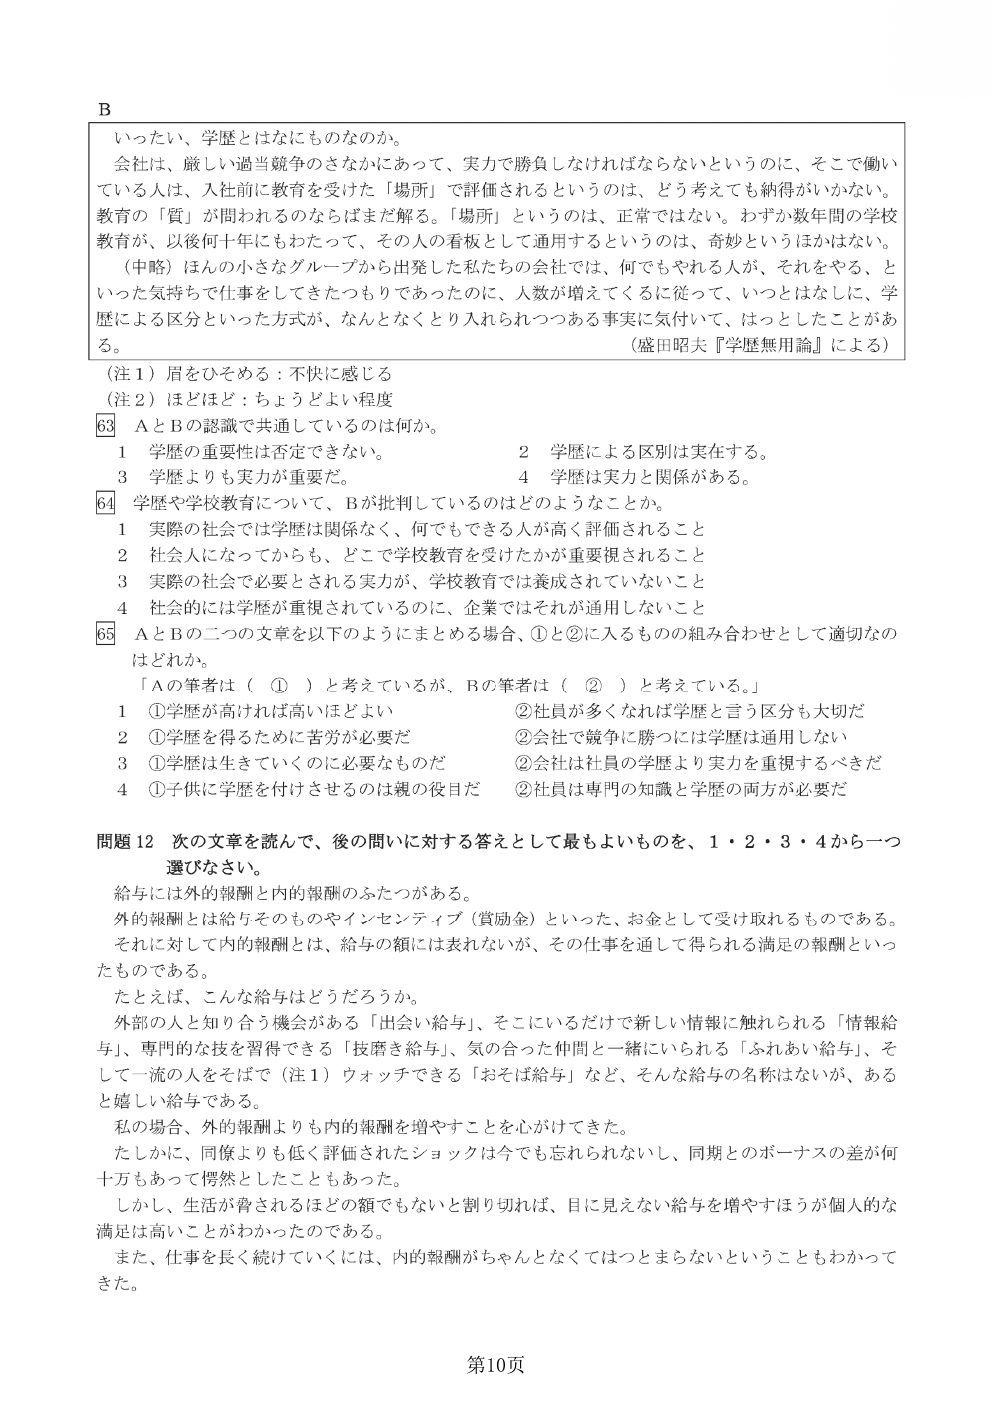 B
いったい、学歴とはなにものなのか。
会社は、厳しい過当競争のさなかにあって、実力で勝負しなければならないというのに、そこで働い
ている人は、入社前に教育を受けた「場所」で評価されるというのは、どう考えても納得がいかない。
教育の「質」が問われるのならばまだ解る。「場所」というのは、正常ではない。わずか数年間の学校
教育が、以後何十年にもわたって、その人の看板として通用するというのは、奇妙というほかはない。
（中略）ほんの小さなグループから出発した私たちの会社では、何でもやれる人が、それをやる、と
いった気持ちで仕事をしてきたつもりであったのに、人数が増えてくるに従って、いつとはなしに、学
歴による区分といった方式が、なんとなくとり入れられつつある事実に気付いて、はっとしたことがあ
る。 （盛田昭夫『学歴無用論』による）
（注１）眉をひそめる：不快に感じる
（注２）ほどほど：ちょうどよい程度
63 ＡとＢの認識で共通しているのは何か。
1 学歴の重要性は否定できない。 2 学歴による区別は実在する。
3 学歴よりも実力が重要だ。 4 学歴は実力と関係がある。
64 学歴や学校教育について、Ｂが批判しているのはどのようなことか。
1 実際の社会では学歴は関係なく、何でもできる人が高く評価されること
2 社会人になってからも、どこで学校教育を受けたかが重要視されること
3 実際の社会で必要とされる実力が、学校教育では養成されていないこと
4 社会的には学歴が重視されているのに、企業ではそれが通用しないこと
65 ＡとＢの二つの文章を以下のようにまとめる場合、①と②に入るものの組み合わせとして適切なの
はどれか。
「Ａの筆者は（ ① ）と考えているが、Ｂの筆者は（ ② ）と考えている。」
1 ①学歴が高ければ高いほどよい ②社員が多くなれば学歴と言う区分も大切だ
2 ①学歴を得るために苦労が必要だ ②会社で競争に勝つには学歴は通用しない
3 ①学歴は生きていくのに必要なものだ ②会社は社員の学歴より実力を重視するべきだ
4 ①子供に学歴を付けさせるのは親の役目だ ②社員は専門の知識と学歴の両方が必要だ
問題 12 次の文章を読んで、後の問いに対する答えとして最もよいものを、１・２・３・４から一つ
選びなさい。
給与には外的報酬と内的報酬のふたつがある。
外的報酬とは給与そのものやインセンティブ（賞励金）といった、お金として受け取れるものである。
それに対して内的報酬とは、給与の額には表れないが、その仕事を通して得られる満足の報酬といっ
たものである。
たとえば、こんな給与はどうだろうか。
外部の人と知り合う機会がある「出会い給与」、そこにいるだけで新しい情報に触れられる「情報給
与」、専門的な技を習得できる「技磨き給与」、気の合った仲間と一緒にいられる「ふれあい給与」、そ
して一流の人をそばで（注１）ウォッチできる「おそば給与」など、そんな給与の名称はないが、ある
と嬉しい給与である。
私の場合、外的報酬よりも内的報酬を増やすことを心がけてきた。
たしかに、同僚よりも低く評価されたショックは今でも忘れられないし、同期とのボーナスの差が何
十万もあって愕然としたこともあった。
しかし、生活が脅されるほどの額でもないと割り切れば、目に見えない給与を増やすほうが個人的な
満足は高いことがわかったのである。
また、仕事を長く続けていくには、内的報酬がちゃんとなくてはつとまらないということもわかって
きた。
第10页